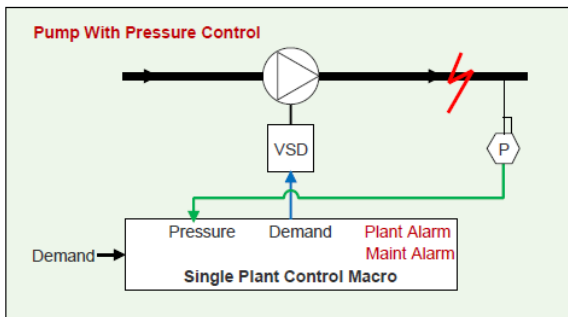 Pump With Pressure Control
VSD
P
Pressure Demand Plant Alarm
Maint Alarm
Demand
Single Plant Control Macro